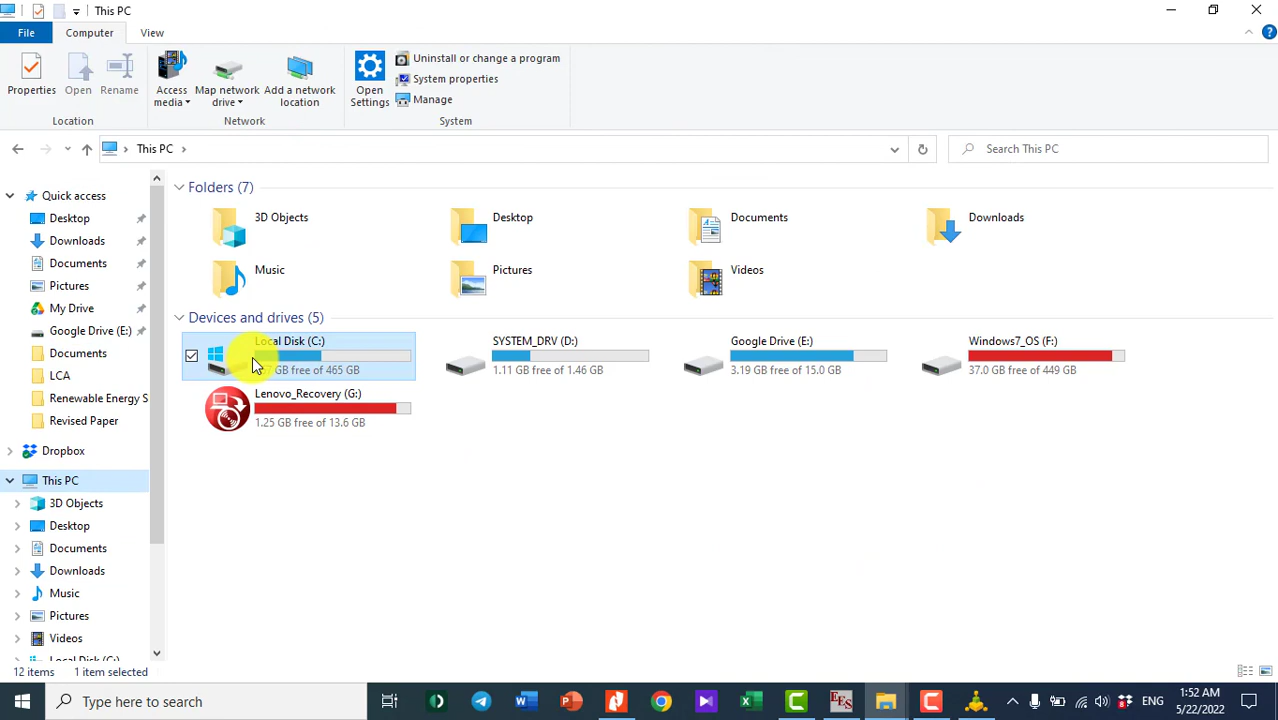 This PC
File
Computer
View
Properties
Open
Rename
Access media
Map network drive
Add a network location
Open Settings
Uninstall or change a program
System properties
Manage
Location
Network
System
This PC
Search This PC
Quick access
Desktop
Downloads
Documents
Pictures
My Drive
Google Drive (E:)
Documents
LCA
Renewable Energy S
Revised Paper
Dropbox
This PC
3D Objects
Desktop
Documents
Downloads
Music
Pictures
Videos
Local Disk (C:)
Folders (7)
3D Objects
Desktop
Documents
Downloads
Music
Pictures
Videos
Devices and drives (5)
Local Disk (C:)
GB free of 465 GB
SYSTEM_DRV (D:)
1.11 GB free of 1.46 GB
Google Drive (E:)
3.19 GB free of 15.0 GB
Windows7_OS (F:)
37.0 GB free of 449 GB
Lenovo_Recovery (G:)
1.25 GB free of 13.6 GB
12 items
1 item selected
Type here to search
EES
ENG
1:52 AM
5/22/2022